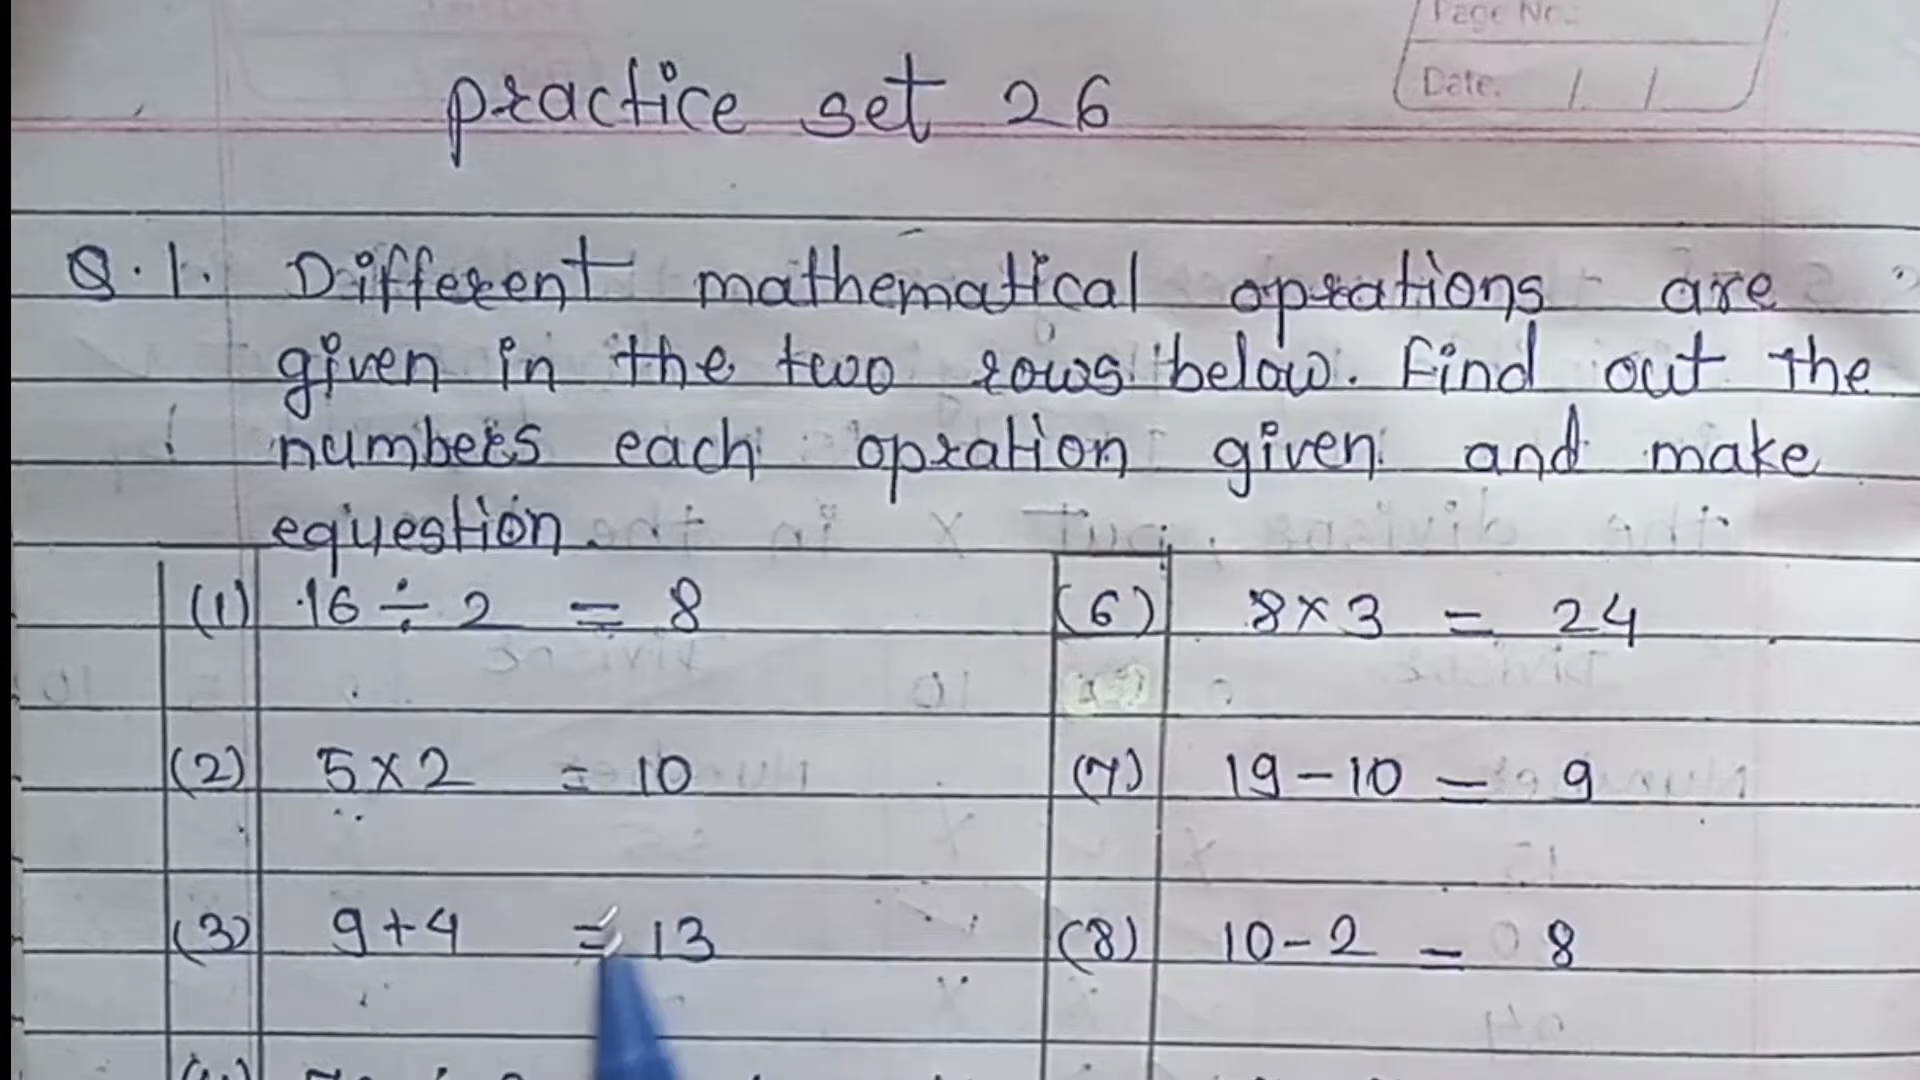 Page No.:
Date: / /
practice set 26
Q.1. Different mathematical oprations are
given in the two rows below. Find out the
numbers each opration given and make
equestion.
(1) 16 ÷ 2 = 8
(6) 8 × 3 = 24
(2) 5 × 2 = 10
(7) 19 - 10 = 9
(3) 9 + 4 = 13
(8) 10 - 2 = 8